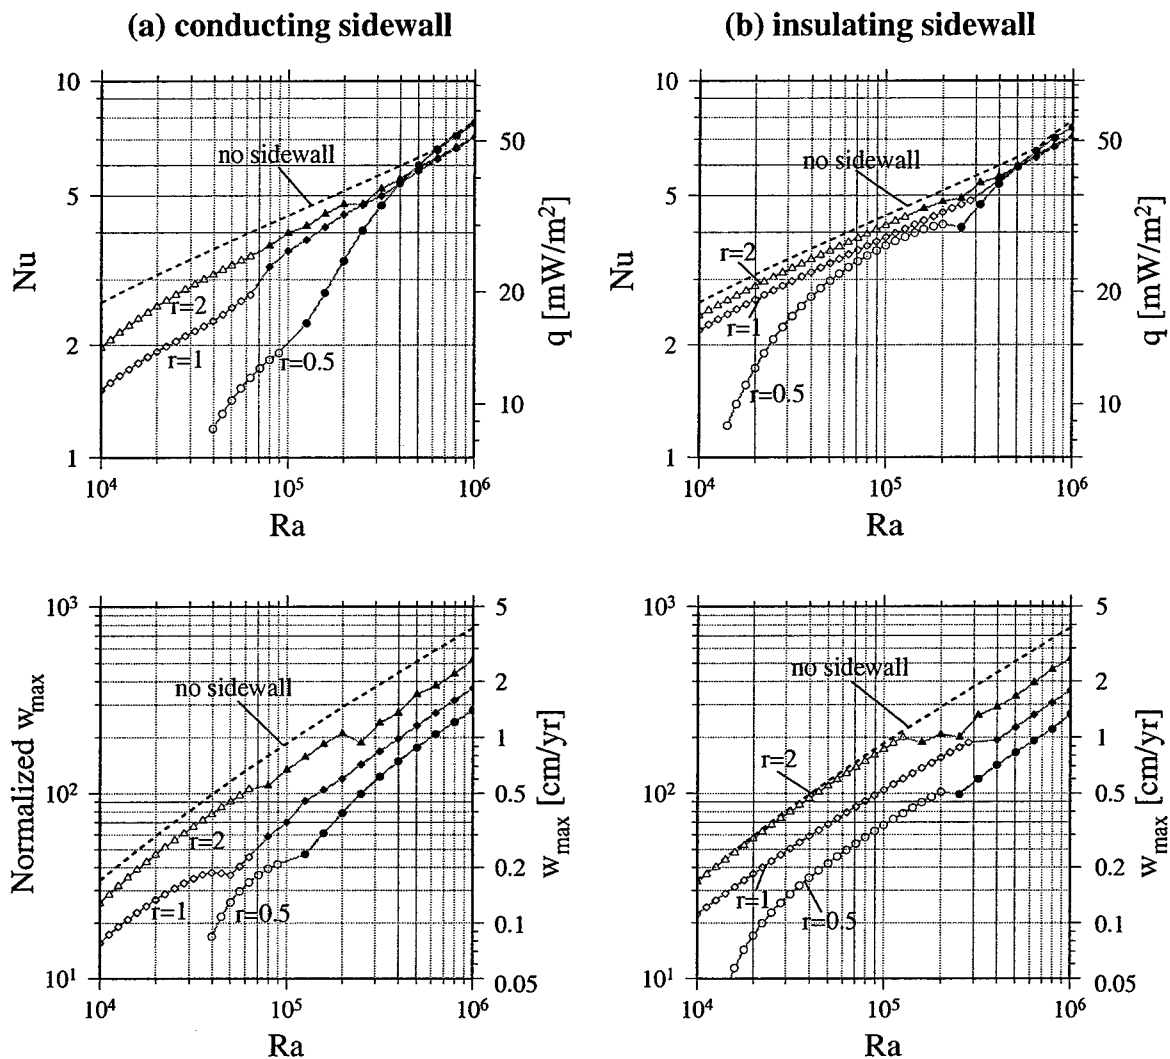 (a) conducting sidewall
(b) insulating sidewall
10
5
2
1
Nu
no sidewall
r=2
r=1
r=0.5
50
20
10
q [mW/m²]
10⁴
10⁵
10⁶
Ra
10
5
2
1
Nu
no sidewall
r=2
r=1
r=0.5
50
20
10
q [mW/m²]
10⁴
10⁵
10⁶
Ra
10³
10²
10¹
Normalized w_max
no sidewall
r=2
r=1
r=0.5
5
2
1
0.5
0.2
0.1
0.05
w_max [cm/yr]
10⁴
10⁵
10⁶
Ra
10³
10²
10¹
no sidewall
r=2
r=1
r=0.5
5
2
1
0.5
0.2
0.1
0.05
w_max [cm/yr]
10⁴
10⁵
10⁶
Ra